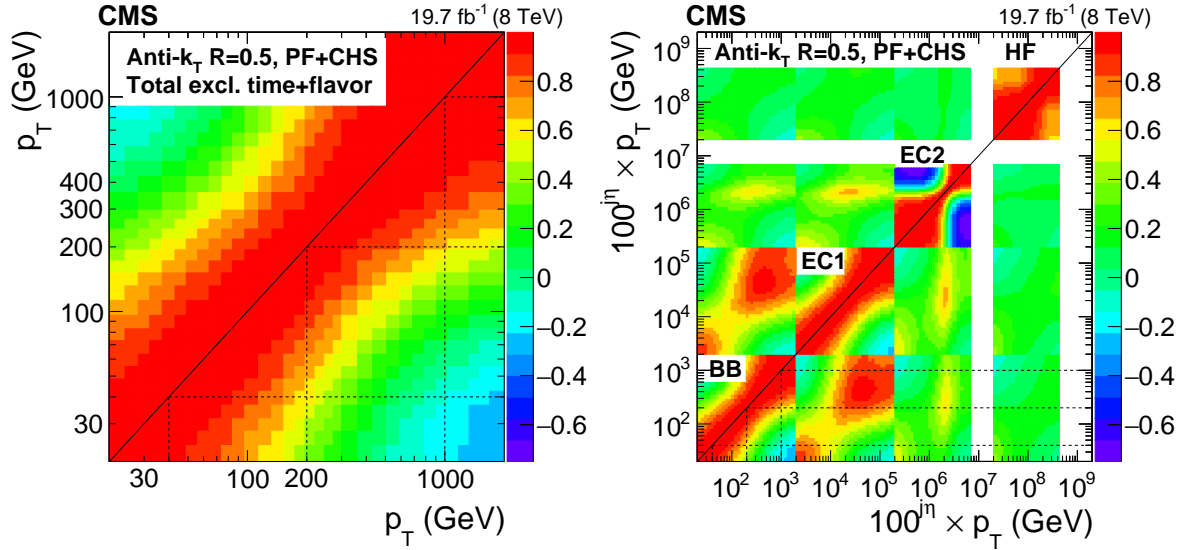 CMS 19.7 fb⁻¹ (8 TeV)
Anti-k_T R=0.5, PF+CHS
Total excl. time+flavor
p_T (GeV)
1000
400
300
200
100
30
30 100 200 1000
p_T (GeV)
0.8
0.6
0.4
0.2
0
−0.2
−0.4
−0.6
CMS 19.7 fb⁻¹ (8 TeV)
Anti-k_T R=0.5, PF+CHS HF
EC2
EC1
BB
100^jη × p_T (GeV)
10⁹
10⁸
10⁷
10⁶
10⁵
10⁴
10³
10²
10² 10³ 10⁴ 10⁵ 10⁶ 10⁷ 10⁸ 10⁹
100^jη × p_T (GeV)
0.8
0.6
0.4
0.2
0
−0.2
−0.4
−0.6